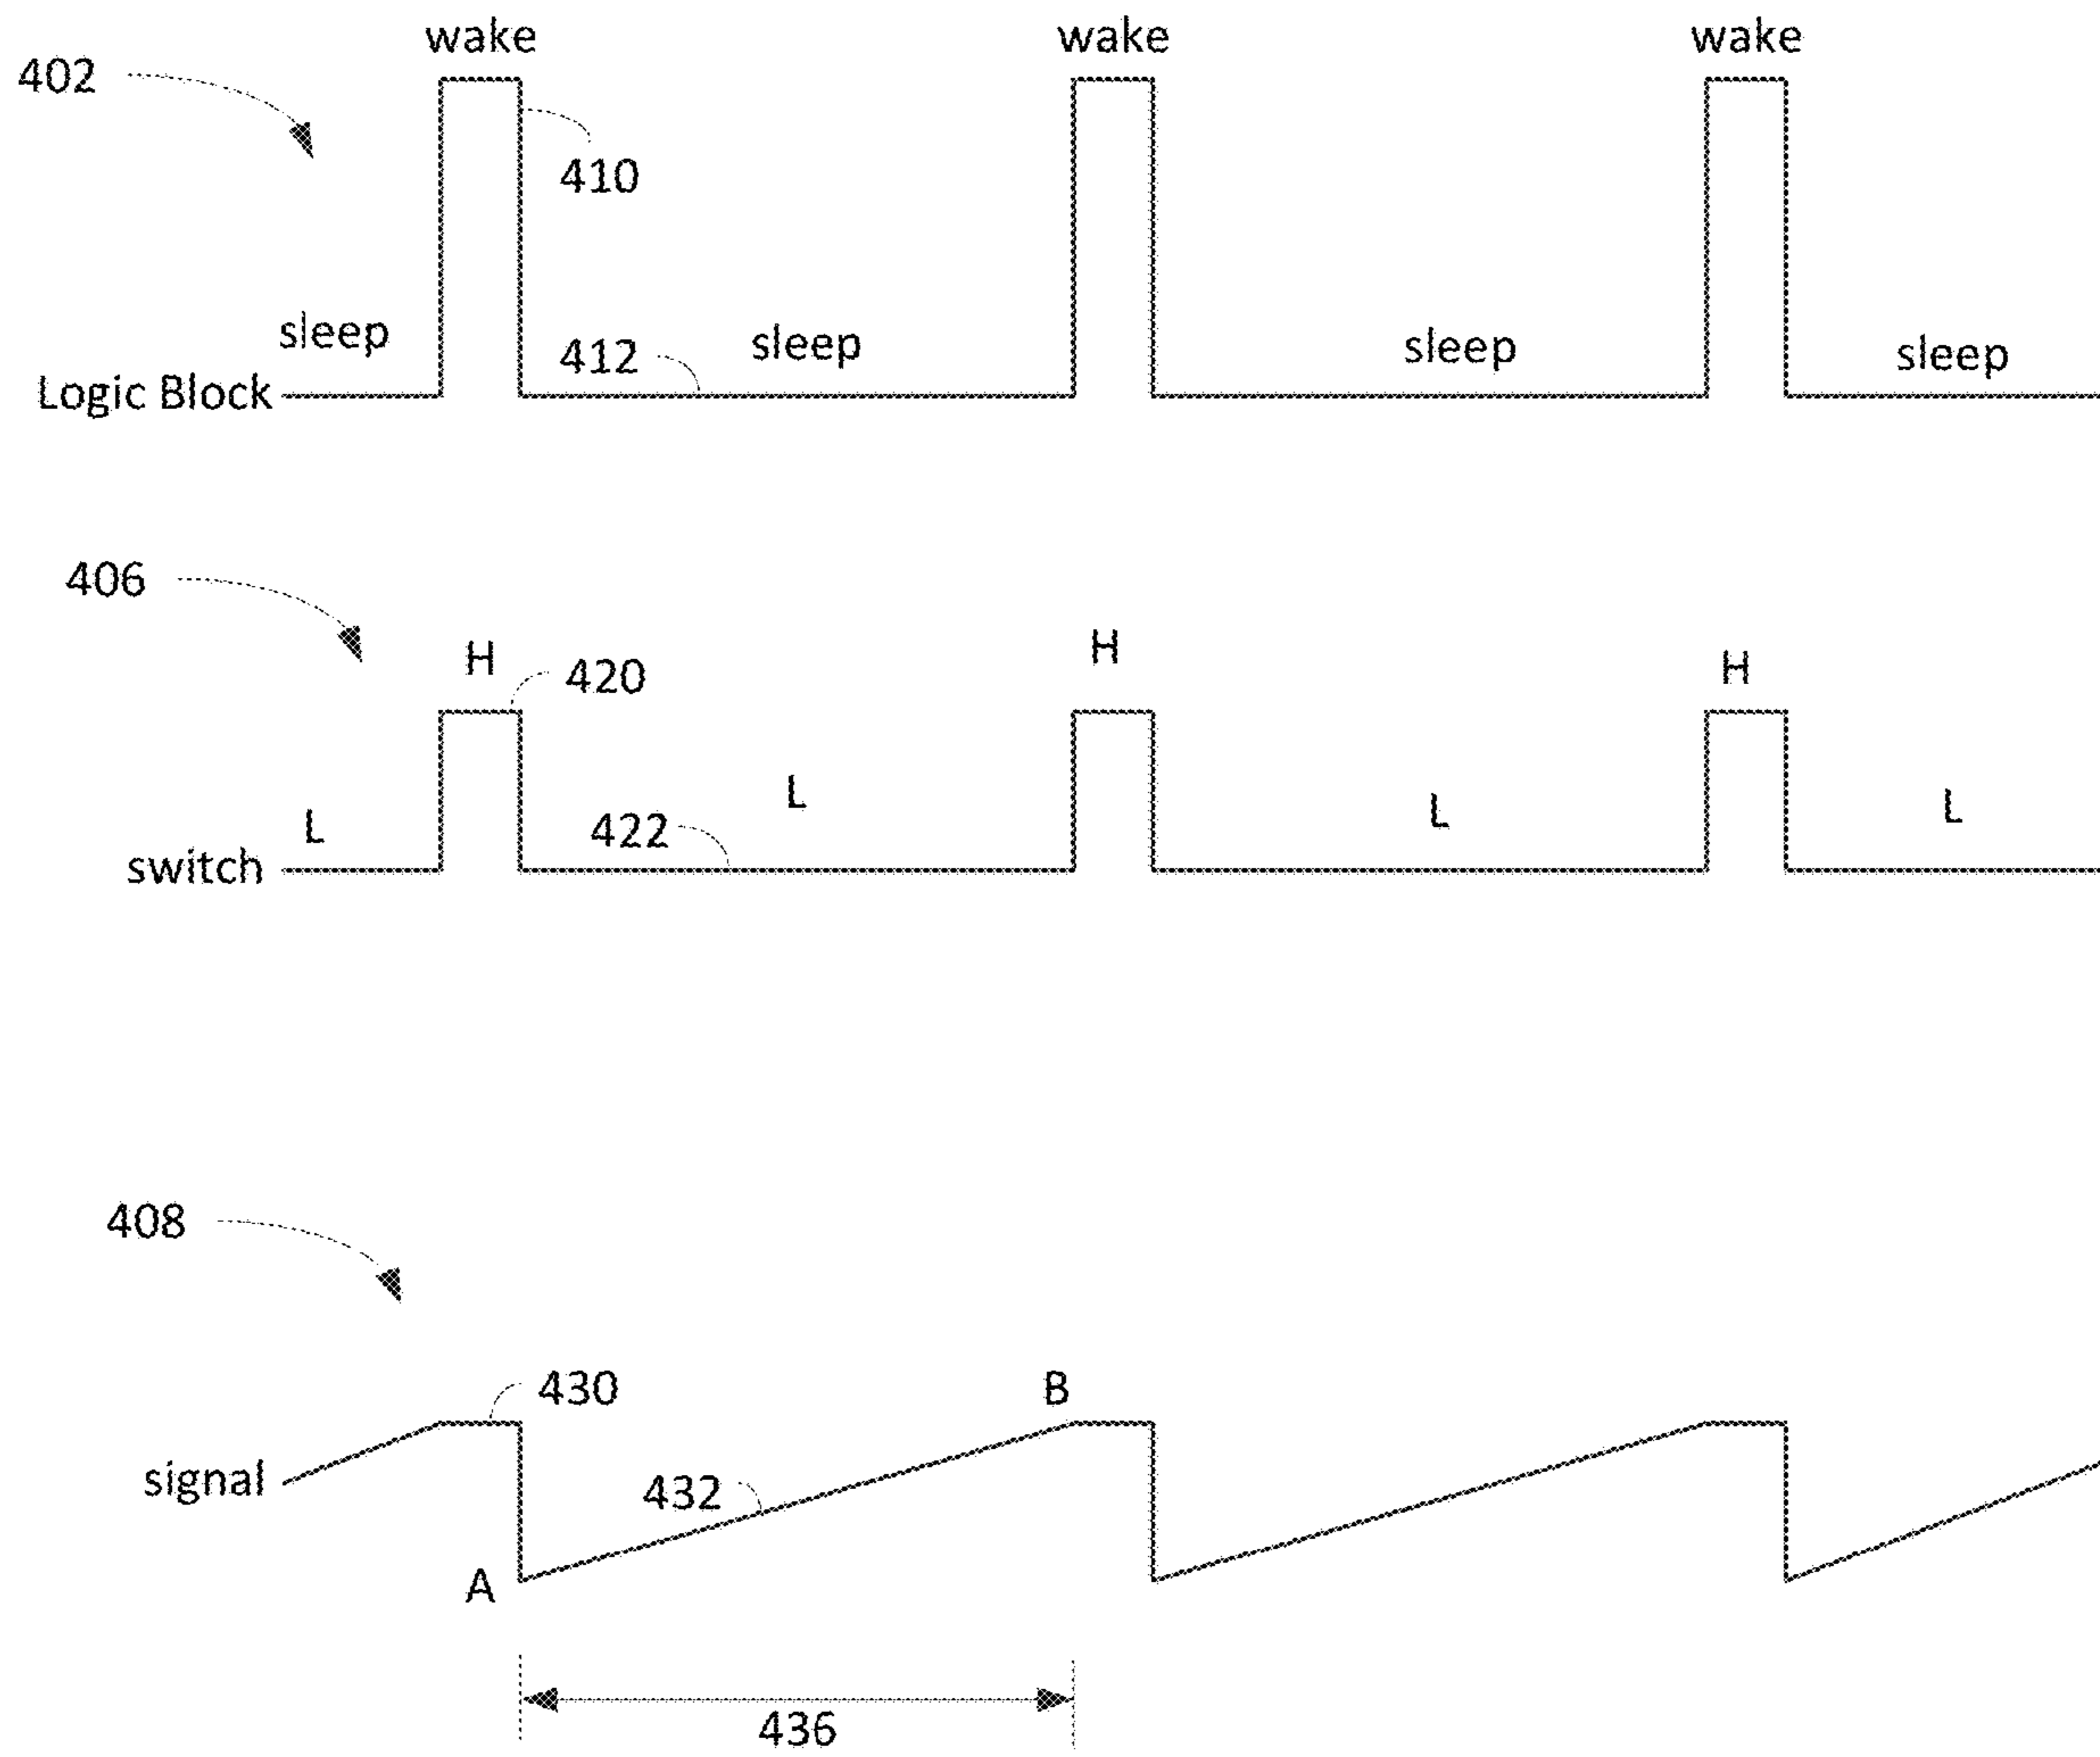 wake wake wake
402
410
sleep
412 sleep sleep sleep
Logic Block
406
H H H
420
L L L L
422
switch
408
430 B
signal
432
A
436